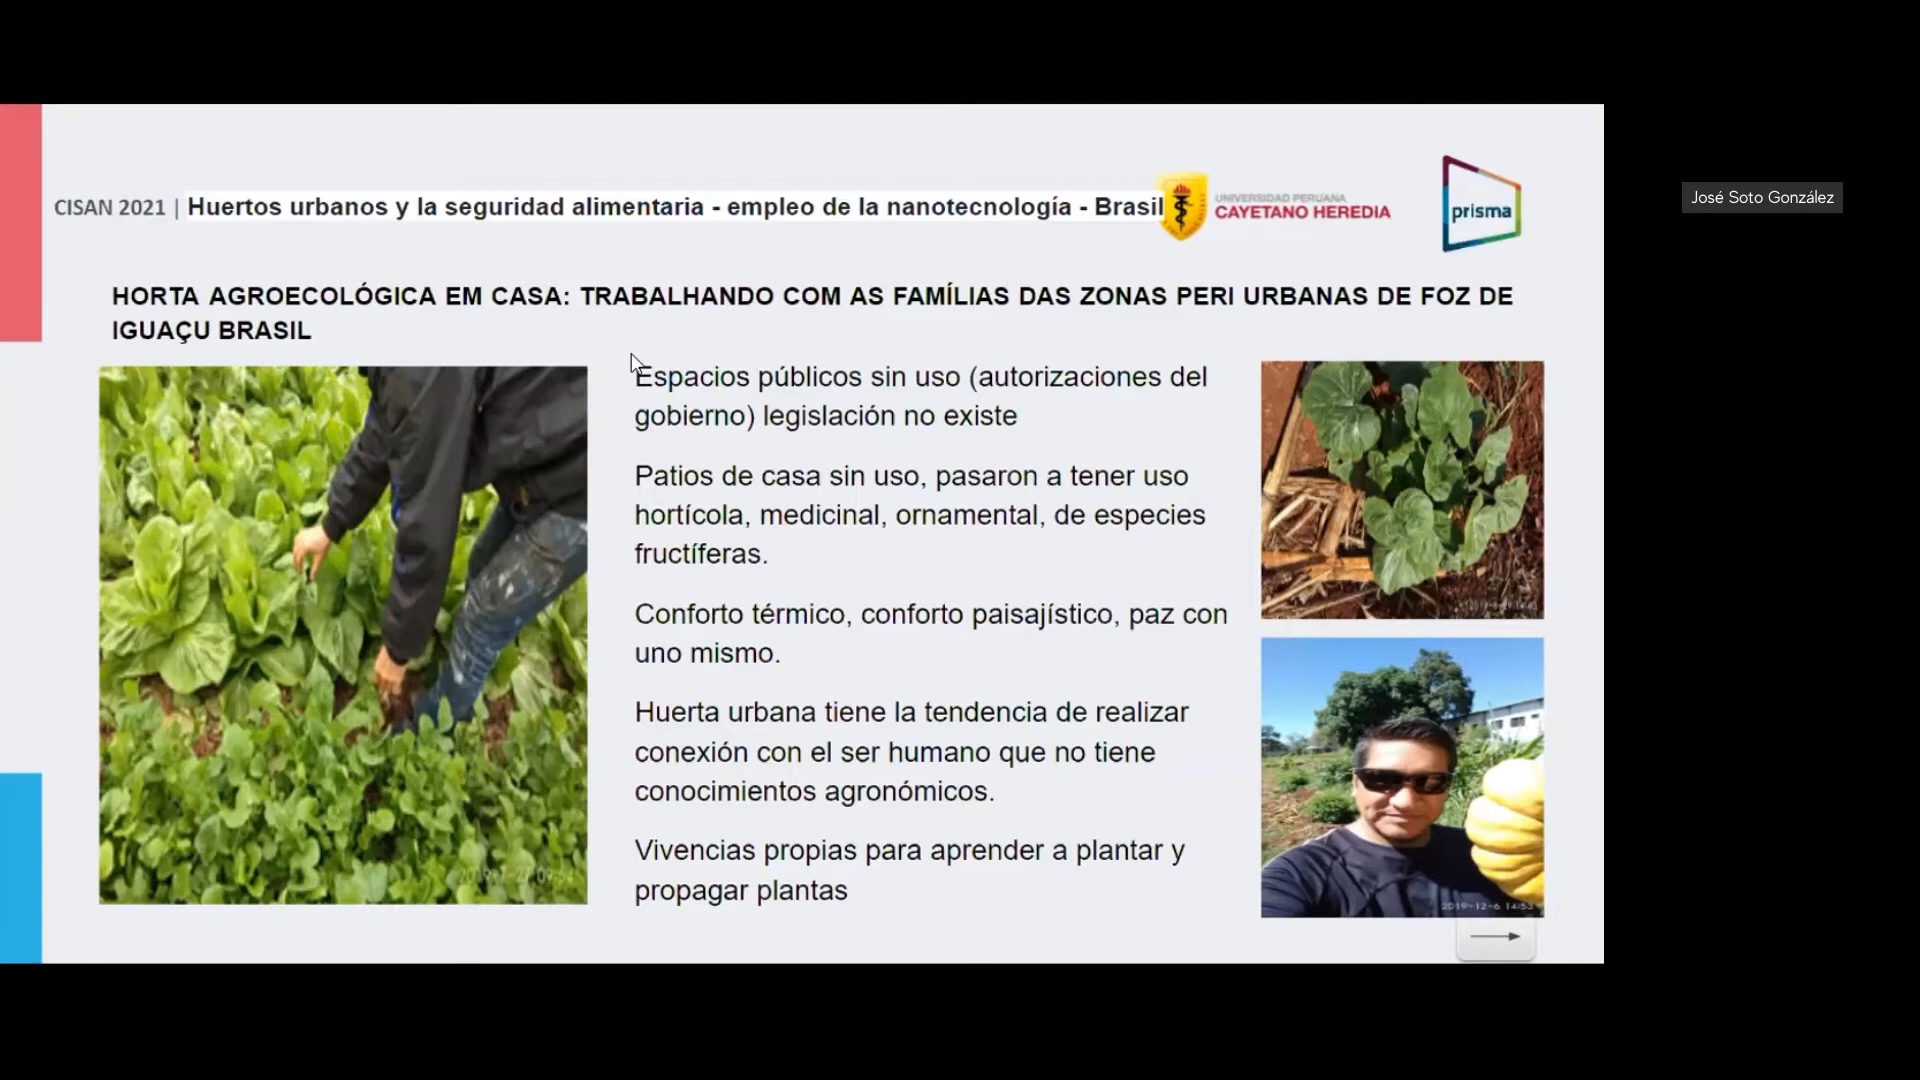 CISAN 2021 | Huertos urbanos y la seguridad alimentaria - empleo de la nanotecnología - Brasil
UNIVERSIDAD PERUANA
CAYETANO HEREDIA
prisma
José Soto González
HORTA AGROECOLÓGICA EM CASA: TRABALHANDO COM AS FAMÍLIAS DAS ZONAS PERI URBANAS DE FOZ DE
IGUAÇU BRASIL
Espacios públicos sin uso (autorizaciones del
gobierno) legislación no existe
Patios de casa sin uso, pasaron a tener uso
hortícola, medicinal, ornamental, de especies
fructíferas.
Conforto térmico, conforto paisajístico, paz con
uno mismo.
Huerta urbana tiene la tendencia de realizar
conexión con el ser humano que no tiene
conocimientos agronómicos.
Vivencias propias para aprender a plantar y
propagar plantas
2019-12-6 14:53